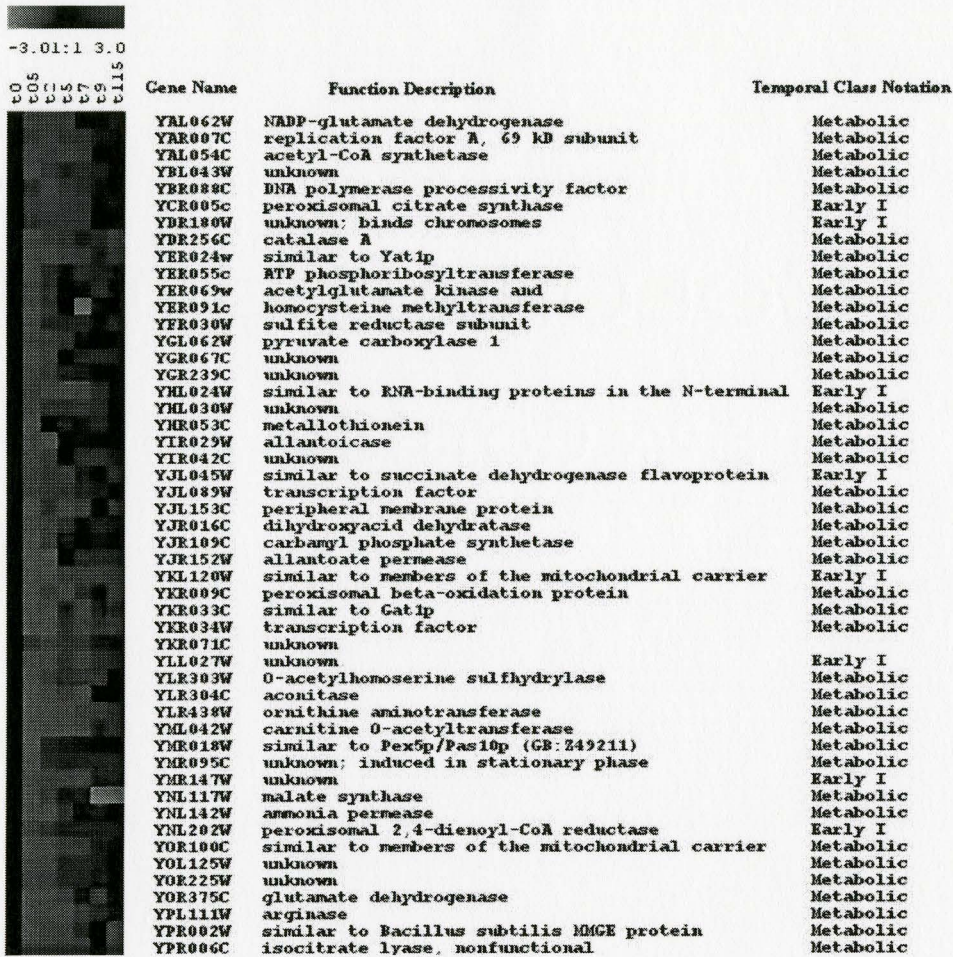 -3.01:1 3.0
t0 t05 t2 t5 t7 t9 t115
Gene Name Function Description Temporal Class Notation
YAL062W NADP-glutamate dehydrogenase Metabolic
YAR007C replication factor A, 69 kD subunit Metabolic
YAL054C acetyl-CoA synthetase Metabolic
YBL043W unknown Metabolic
YBR088C DNA polymerase processivity factor Metabolic
YCR005c peroxisomal citrate synthase Early I
YDR180W unknown; binds chromosomes Early I
YDR256C catalase A Metabolic
YER024w similar to Yat1p Metabolic
YER055c ATP phosphoribosyltransferase Metabolic
YER069w acetylglutamate kinase and Metabolic
YER091c homocysteine methyltransferase Metabolic
YFR030W sulfite reductase subunit Metabolic
YGL062W pyruvate carboxylase 1 Metabolic
YGR067C unknown Metabolic
YGR239C unknown Metabolic
YHL024W similar to RNA-binding proteins in the N-terminal Early I
YHL030W unknown Metabolic
YHR053C metallothionein Metabolic
YIR029W allantoicase Metabolic
YIR042C unknown Metabolic
YJL045W similar to succinate dehydrogenase flavoprotein Early I
YJL089W transcription factor Metabolic
YJL153C peripheral membrane protein Metabolic
YJR016C dihydroxyacid dehydratase Metabolic
YJR109C carbamyl phosphate synthetase Metabolic
YJR152W allantoate permease Metabolic
YKL120W similar to members of the mitochondrial carrier Early I
YKR009C peroxisomal beta-oxidation protein Metabolic
YKR033C similar to Gat1p Metabolic
YKR034W transcription factor Metabolic
YKR071C unknown
YLL027W unknown Early I
YLR303W O-acetylhomoserine sulfhydrylase Metabolic
YLR304C aconitase Metabolic
YLR438W ornithine aminotransferase Metabolic
YML042W carnitine O-acetyltransferase Metabolic
YMR018W similar to Pex5p/Pas10p (GB:Z49211) Metabolic
YMR095C unknown; induced in stationary phase Metabolic
YMR147W unknown Early I
YNL117W malate synthase Metabolic
YNL142W ammonia permease Metabolic
YNL202W peroxisomal 2,4-dienoyl-CoA reductase Early I
YOR100C similar to members of the mitochondrial carrier Metabolic
YOL125W unknown Metabolic
YOR225W unknown Metabolic
YOR375C glutamate dehydrogenase Metabolic
YPL111W arginase Metabolic
YPR002W similar to Bacillus subtilis MMGE protein Metabolic
YPR006C isocitrate lyase, nonfunctional Metabolic